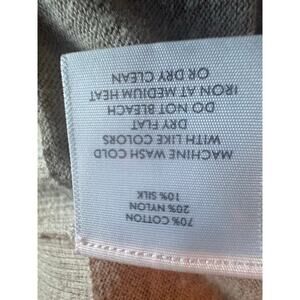 70% COTTON
20% NYLON
10% SILK
MACHINE WASH COLD
WITH LIKE COLORS
DRY FLAT
DO NOT BLEACH
IRON AT MEDIUM HEAT
OR DRY CLEAN